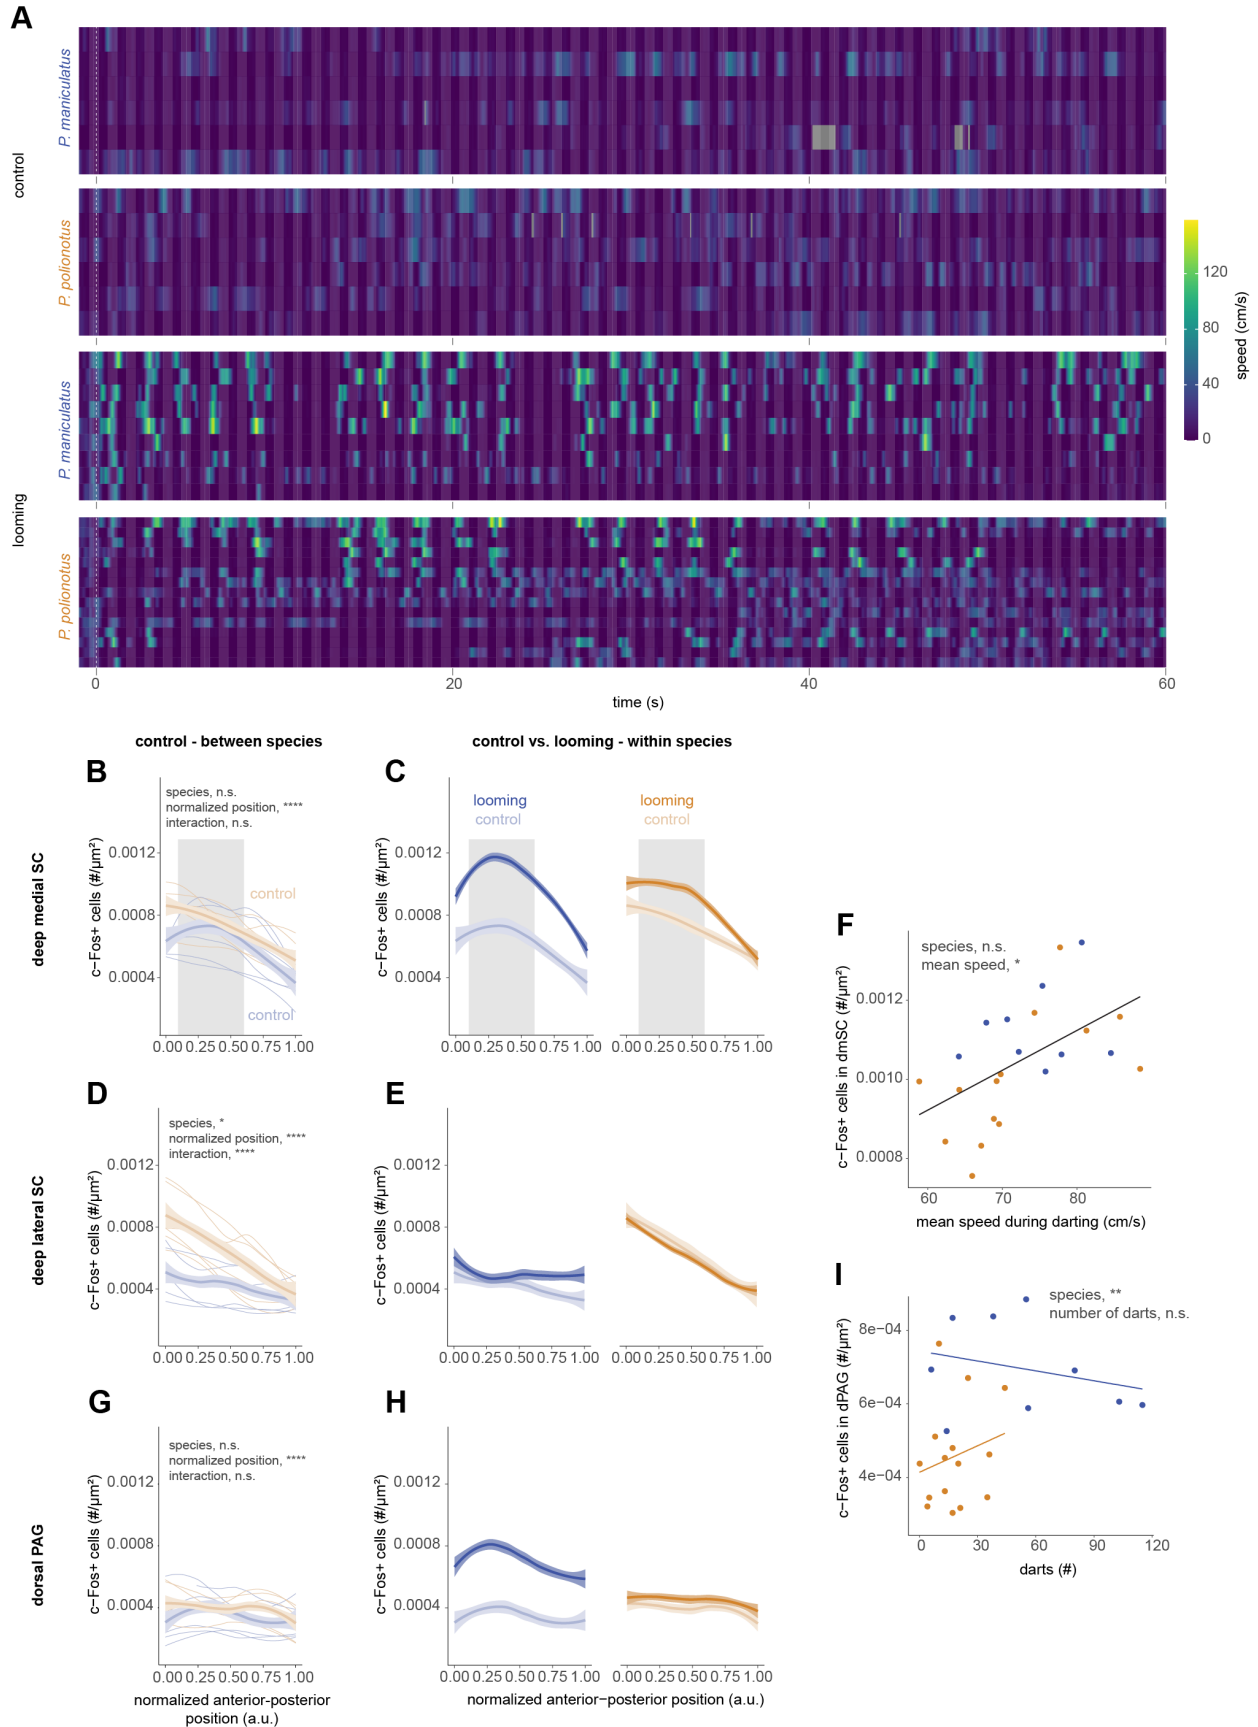 A
control
P. maniculatus
P. polionotus
looming
P. maniculatus
P. polionotus
0 20 40 60
time (s)
120
80
40
0
speed (cm/s)
control - between species
control vs. looming - within species
B
deep medial SC
c−Fos+ cells (#/µm²)
species, n.s.
normalized position, ****
interaction, n.s.
0.0012
0.0008
0.0004
control
control
0.00 0.25 0.50 0.75 1.00
C
c−Fos+ cells (#/µm²)
looming
control
looming
control
0.0012
0.0008
0.0004
0.00 0.25 0.50 0.75 1.00
0.00 0.25 0.50 0.75 1.00
D
deep lateral SC
c−Fos+ cells (#/µm²)
species, *
normalized position, ****
interaction, ****
0.0012
0.0008
0.0004
0.00 0.25 0.50 0.75 1.00
E
c−Fos+ cells (#/µm²)
0.0012
0.0008
0.0004
0.00 0.25 0.50 0.75 1.00
0.00 0.25 0.50 0.75 1.00
F
c−Fos+ cells in dmSC (#/µm²)
species, n.s.
mean speed, *
0.0012
0.0010
0.0008
60 70 80
mean speed during darting (cm/s)
G
dorsal PAG
c−Fos+ cells (#/µm²)
species, n.s.
normalized position, ****
interaction, n.s.
0.0012
0.0008
0.0004
0.00 0.25 0.50 0.75 1.00
normalized anterior-posterior
position (a.u.)
H
c−Fos+ cells (#/µm²)
0.0012
0.0008
0.0004
0.00 0.25 0.50 0.75 1.00
0.00 0.25 0.50 0.75 1.00
normalized anterior−posterior position (a.u.)
I
c−Fos+ cells in dPAG (#/µm²)
species, **
number of darts, n.s.
8e−04
6e−04
4e−04
0 30 60 90 120
darts (#)